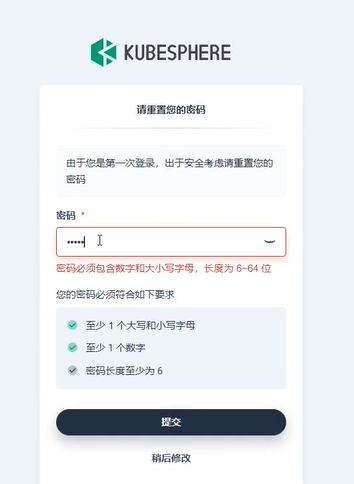 KUBESPHERE
请重置您的密码
由于您是第一次登录，出于安全考虑请重置您的
密码
密码 *
•••••
密码必须包含数字和大小写字母，长度为 6~64 位
您的密码必须符合如下要求
至少 1 个大写和小写字母
至少 1 个数字
密码长度至少为 6
提交
稍后修改